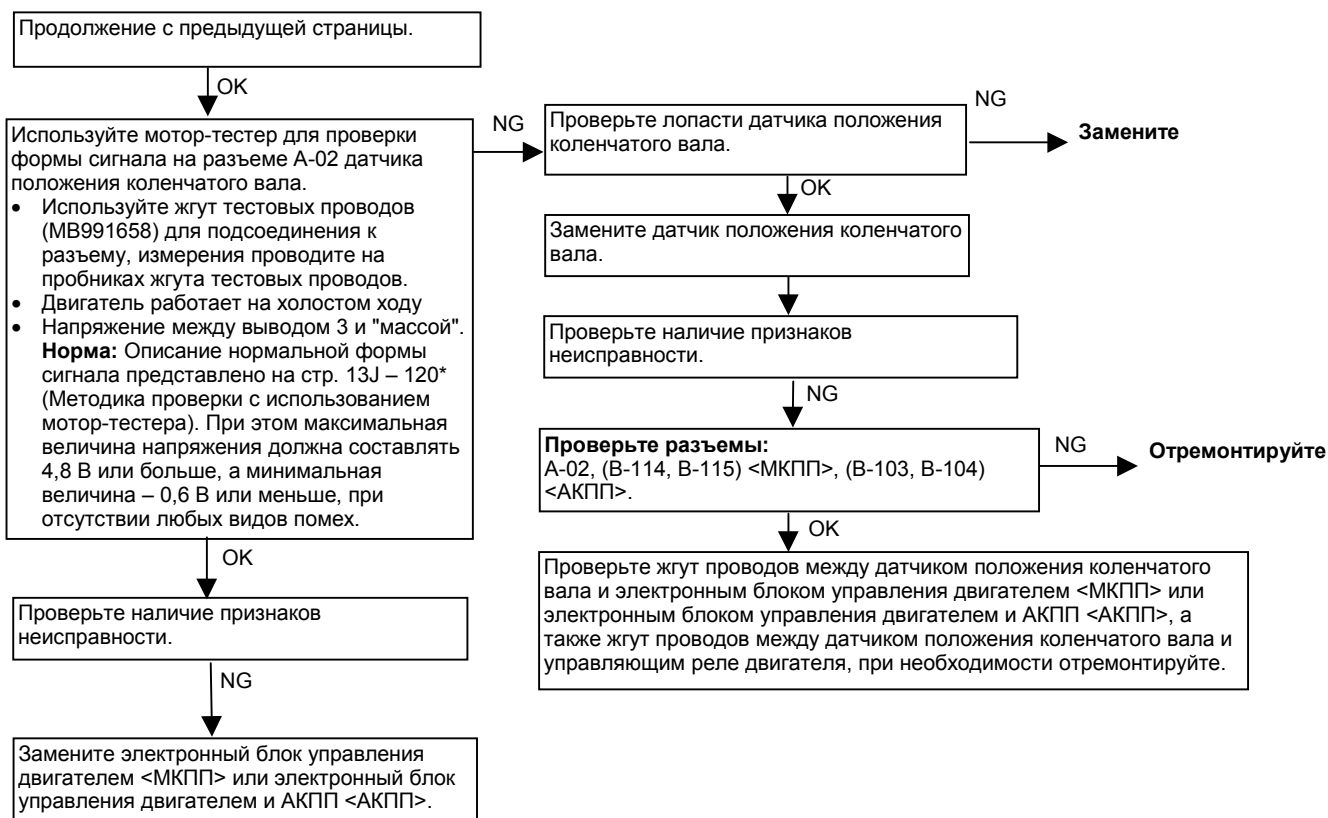 Продолжение с предыдущей страницы.
OK
Используйте мотор-тестер для проверки
формы сигнала на разъеме А-02 датчика
положения коленчатого вала.
• Используйте жгут тестовых проводов
(MB991658) для подсоединения к
разъему, измерения проводите на
пробниках жгута тестовых проводов.
• Двигатель работает на холостом ходу
• Напряжение между выводом 3 и "массой".
Норма: Описание нормальной формы
сигнала представлено на стр. 13J – 120*
(Методика проверки с использованием
мотор-тестера). При этом максимальная
величина напряжения должна составлять
4,8 В или больше, а минимальная
величина – 0,6 В или меньше, при
отсутствии любых видов помех.
OK
Проверьте наличие признаков
неисправности.
NG
Замените электронный блок управления
двигателем <МКПП> или электронный блок
управления двигателем и АКПП <АКПП>.
NG
Проверьте лопасти датчика положения
коленчатого вала.
NG
Замените
OK
Замените датчик положения коленчатого
вала.
Проверьте наличие признаков
неисправности.
NG
Проверьте разъемы:
А-02, (В-114, В-115) <МКПП>, (В-103, В-104)
<АКПП>.
NG
Отремонтируйте
OK
Проверьте жгут проводов между датчиком положения коленчатого
вала и электронным блоком управления двигателем <МКПП> или
электронным блоком управления двигателем и АКПП <АКПП>, а
также жгут проводов между датчиком положения коленчатого вала и
управляющим реле двигателя, при необходимости отремонтируйте.